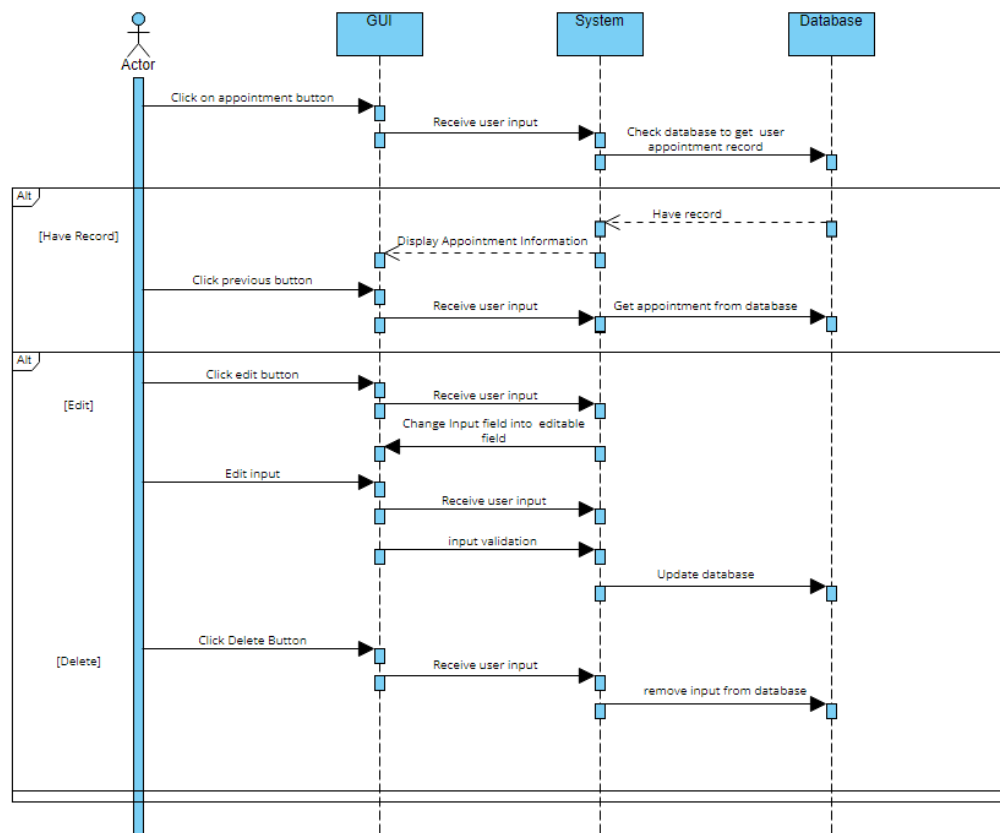 GUI
System
Database
Actor
Click on appointment button
Receive user input
Check database to get user
appointment record
Alt
[Have Record]
Have record
Display Appointment Information
Click previous button
Receive user input
Get appointment from database
Alt
Click edit button
[Edit]
Receive user input
Change Input field into editable
field
Edit input
Receive user input
input validation
Update database
Click Delete Button
[Delete]
Receive user input
remove input from database